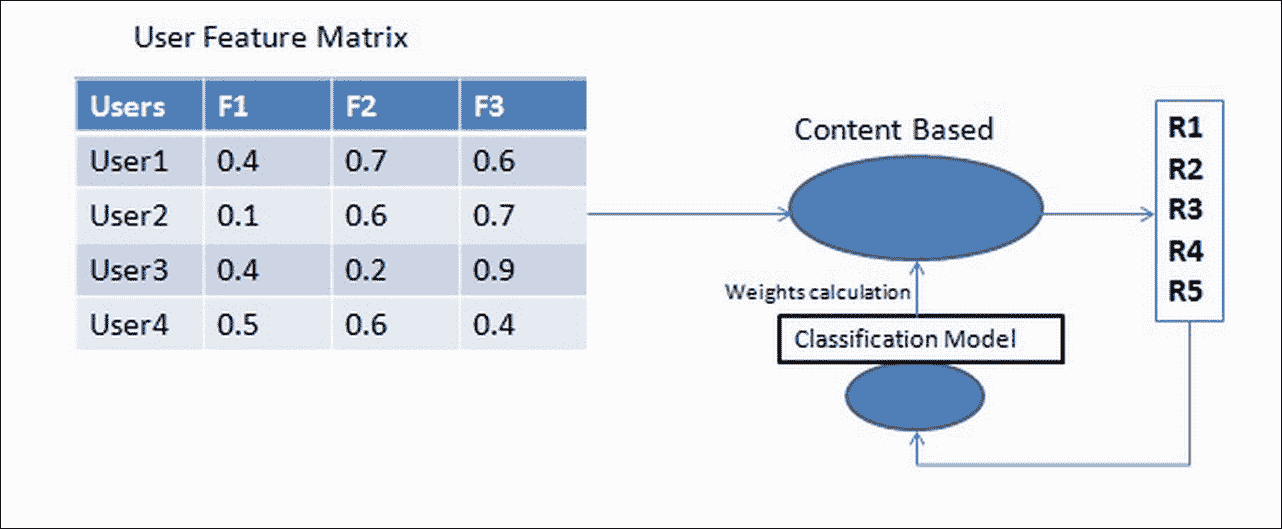 User Feature Matrix
Users F1 F2 F3
User1 0.4 0.7 0.6
User2 0.1 0.6 0.7
User3 0.4 0.2 0.9
User4 0.5 0.6 0.4
Content Based
Weights calculation
Classification Model
R1
R2
R3
R4
R5